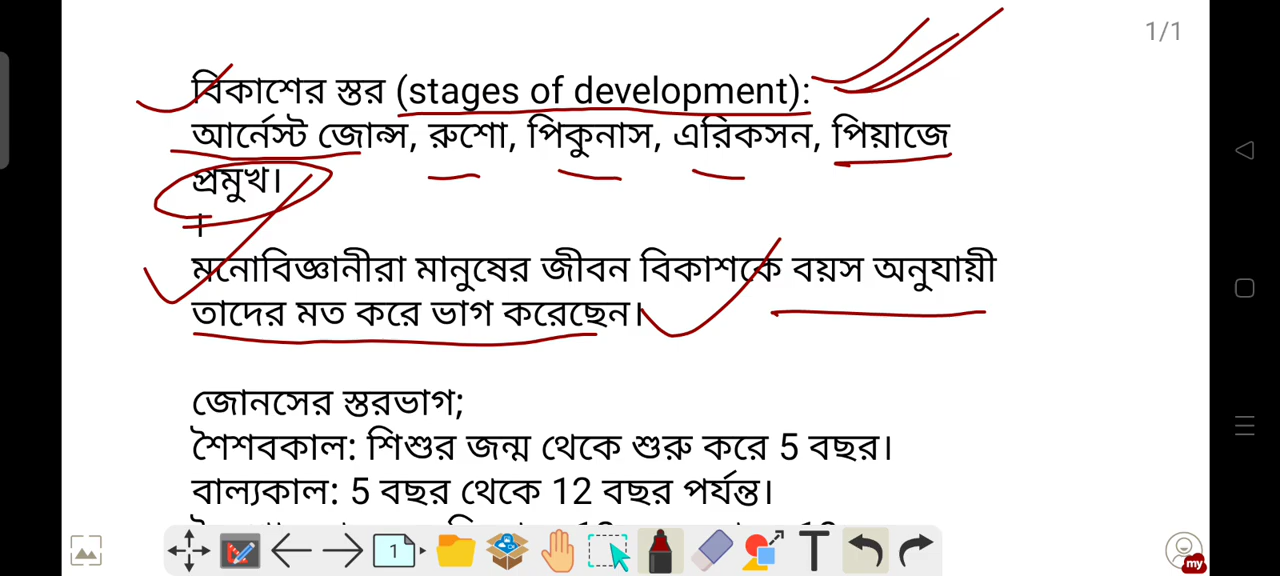 1/1
বিকাশের স্তর (stages of development):
আর্নেস্ট জোন্স, রুশো, পিকুনাস, এরিকসন, পিয়াজে
প্রমুখ।
।
মনোবিজ্ঞানীরা মানুষের জীবন বিকাশকে বয়স অনুযায়ী
তাদের মত করে ভাগ করেছেন।
জোনসের স্তরভাগ;
শৈশবকাল: শিশুর জন্ম থেকে শুরু করে 5 বছর।
বাল্যকাল: 5 বছর থেকে 12 বছর পর্যন্ত।
1
T
my